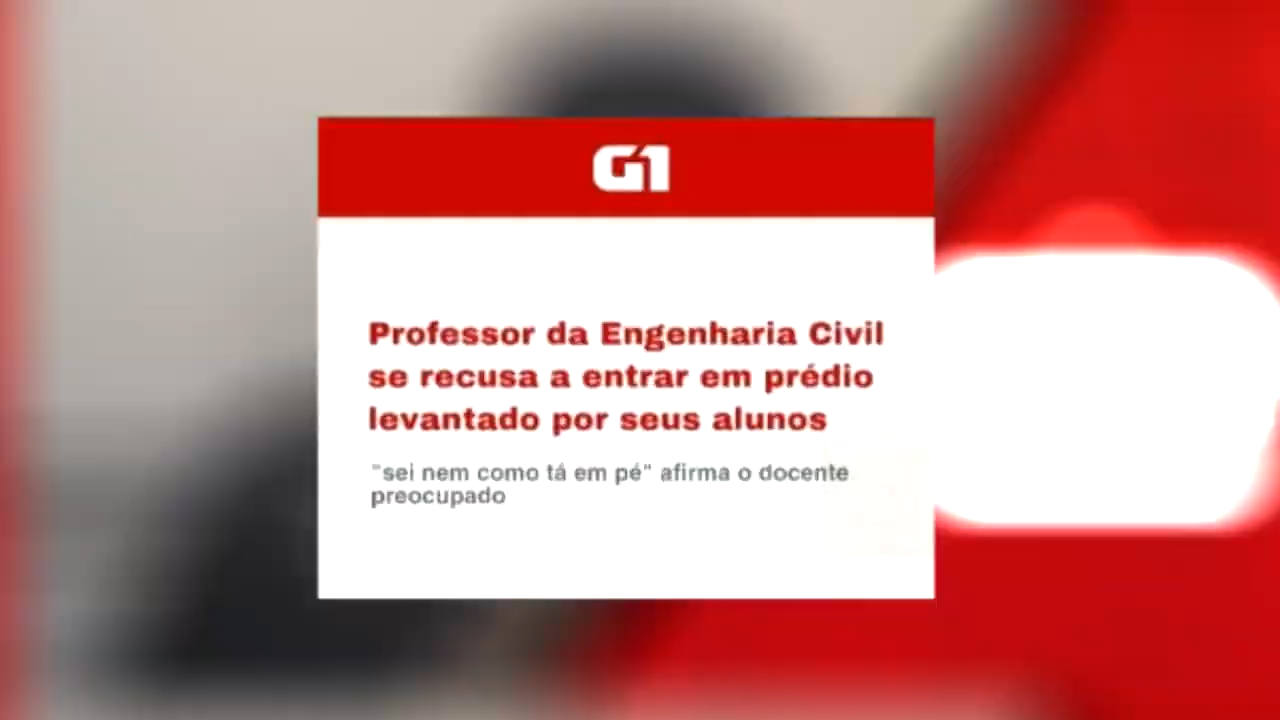 G1
Professor da Engenharia Civil
se recusa a entrar em prédio
levantado por seus alunos
"sei nem como tá em pé" afirma o docente
preocupado